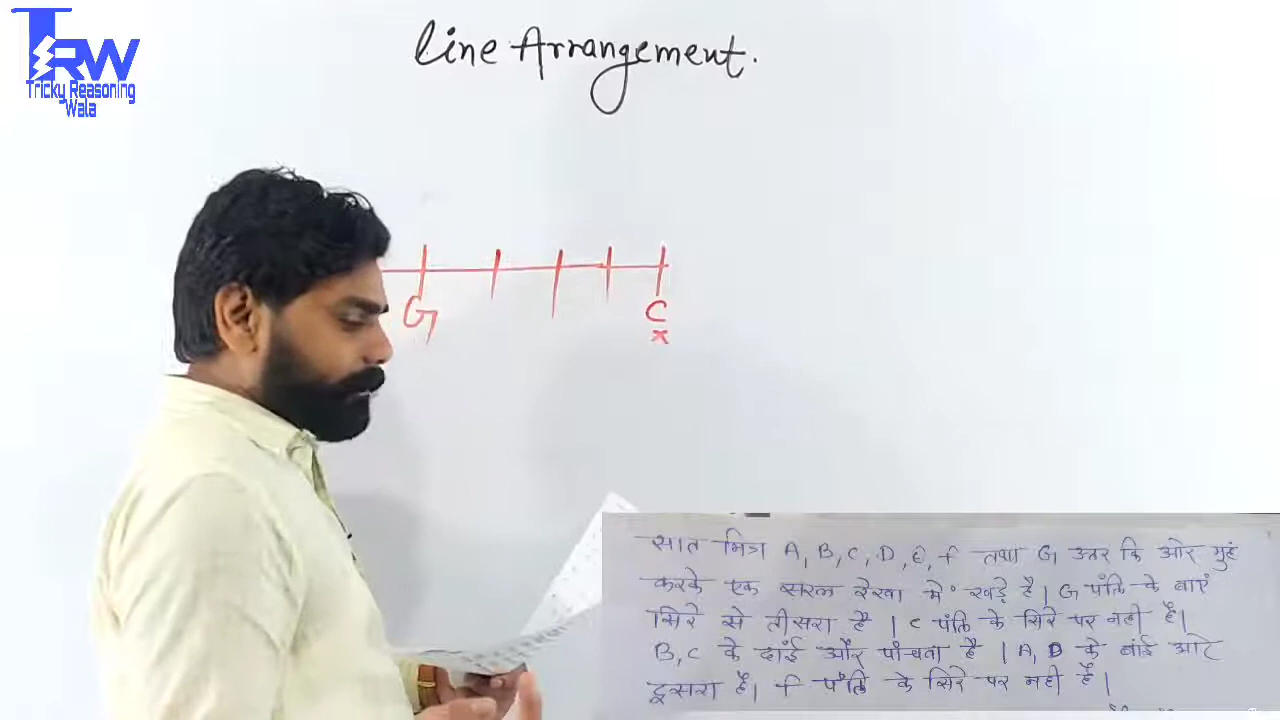 TRW
Tricky Reasoning
Wala
Line Arrangement.
G
C
x
सात मित्र A, B, C, D, E, F तथा G उत्तर कि ओर मुहं
करके एक सरल रेखा में खड़े है। G पंक्ति के बाएं
सिरे से तीसरा है। C पंक्ति के सिरे पर नही है।
B, C के दांई और पांचवा है। A, D के बांई ओर
दूसरा है। F पंक्ति के सिरे पर नही है।